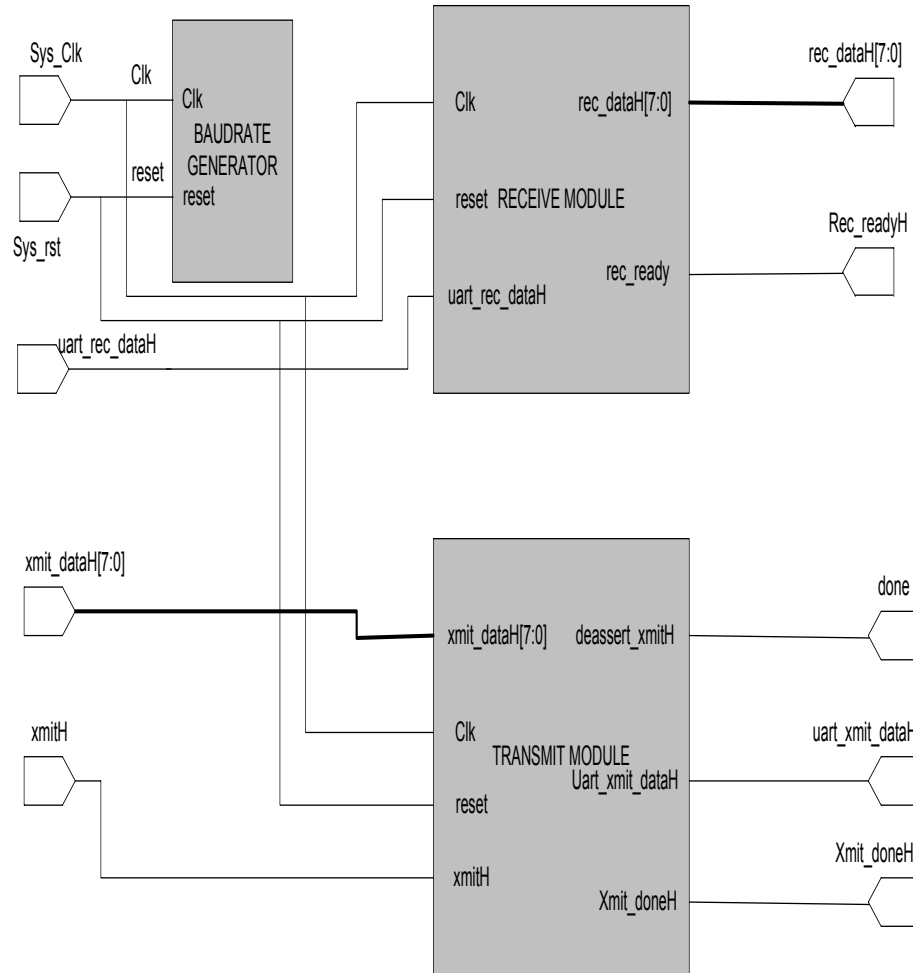 Sys_Clk
Clk
Clk
BAUDRATE
GENERATOR
reset
reset
Sys_rst
uart_rec_dataH
Clk
rec_dataH[7:0]
reset
RECEIVE MODULE
rec_ready
uart_rec_dataH
rec_dataH[7:0]
Rec_readyH
xmit_dataH[7:0]
xmitH
xmit_dataH[7:0]
deassert_xmitH
Clk
TRANSMIT MODULE
Uart_xmit_dataH
reset
xmitH
Xmit_doneH
done
uart_xmit_dataH
Xmit_doneH